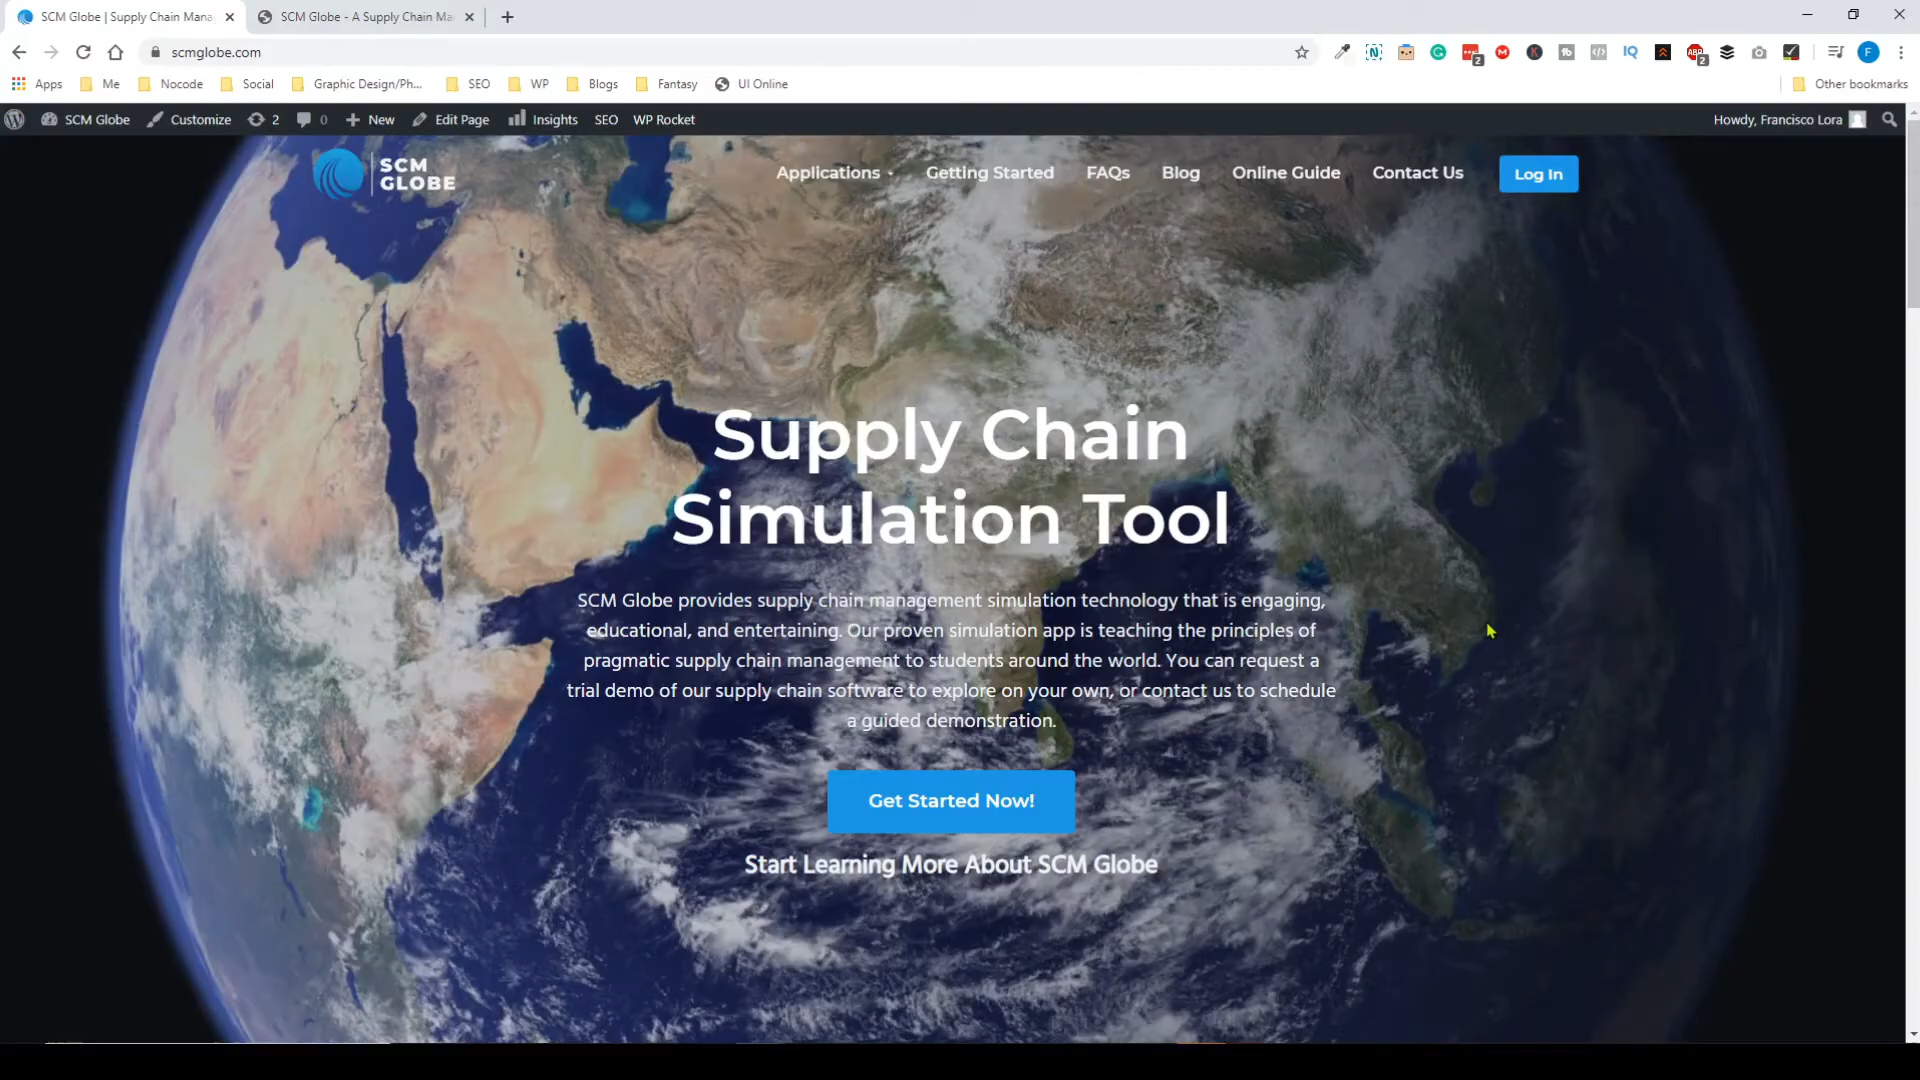 SCM Globe | Supply Chain Mana
SCM Globe - A Supply Chain Ma
scmglobe.com
2
2
F
Apps Me Nocode Social Graphic Design/Ph... SEO WP Blogs Fantasy UI Online Other bookmarks
SCM Globe Customize 2 0 New Edit Page Insights SEO WP Rocket Howdy, Francisco Lora
SCM
GLOBE
Applications Getting Started FAQs Blog Online Guide Contact Us Log In
Supply Chain
Simulation Tool
SCM Globe provides supply chain management simulation technology that is engaging,
educational, and entertaining. Our proven simulation app is teaching the principles of
pragmatic supply chain management to students around the world. You can request a
trial demo of our supply chain software to explore on your own, or contact us to schedule
a guided demonstration.
Get Started Now!
Start Learning More About SCM Globe